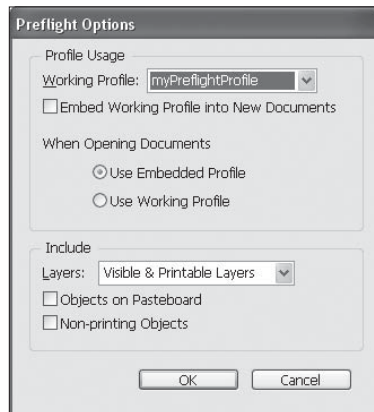 Preflight Options
Profile Usage
Working Profile: myPreflightProfile
Embed Working Profile into New Documents
When Opening Documents
Use Embedded Profile
Use Working Profile
Include
Layers: Visible & Printable Layers
Objects on Pasteboard
Non-printing Objects
OK Cancel